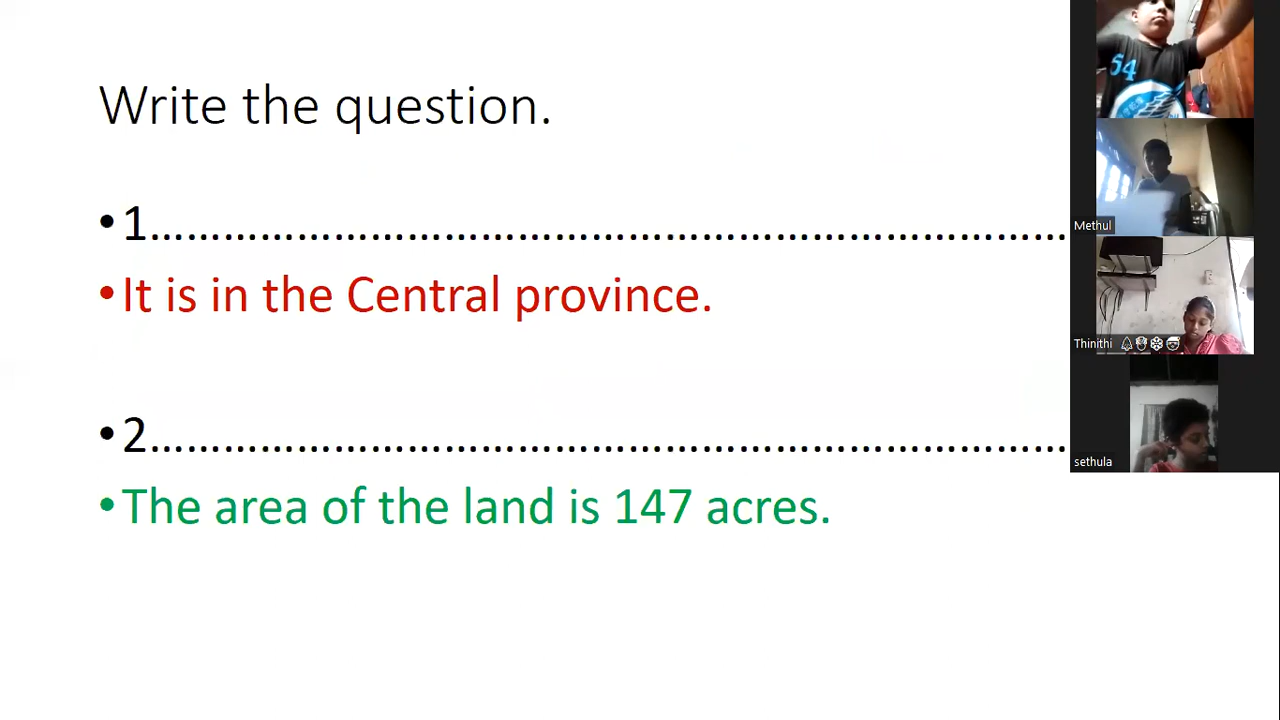 Write the question.
•1……………………………………………………………………
•It is in the Central province.
•2……………………………………………………………………
•The area of the land is 147 acres.
54
Methul
Thinithi
sethula